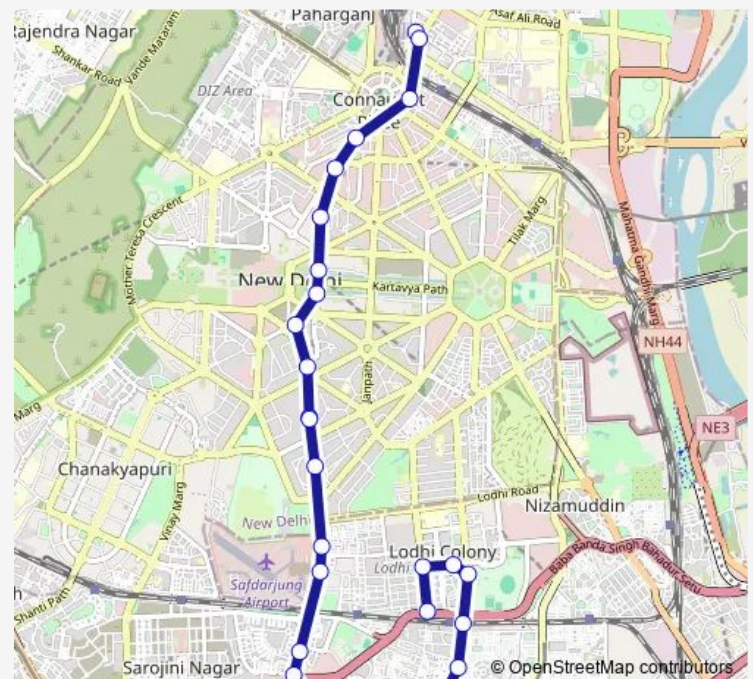 Paharganj
Asaf Ali Road
Rajendra Nagar
Vande Mataram
Shankar Road
DIZ Area
Mother Teresa Crescent
Tilak Marg
Mahatma Gandhi Marg
New Delhi
Kartavya Path
NH44
Janpath
Marg
NE3
Chanakyapuri
Vinay Marg
Lodhi Road
Nizamuddin
New Delhi
Lodhi Colony
Lodhi
Safdarjung
Airport
Baba Banda Singh Bahadur Setu
Shanti Path
Sarojini Nagar
© OpenStreetMap contributors